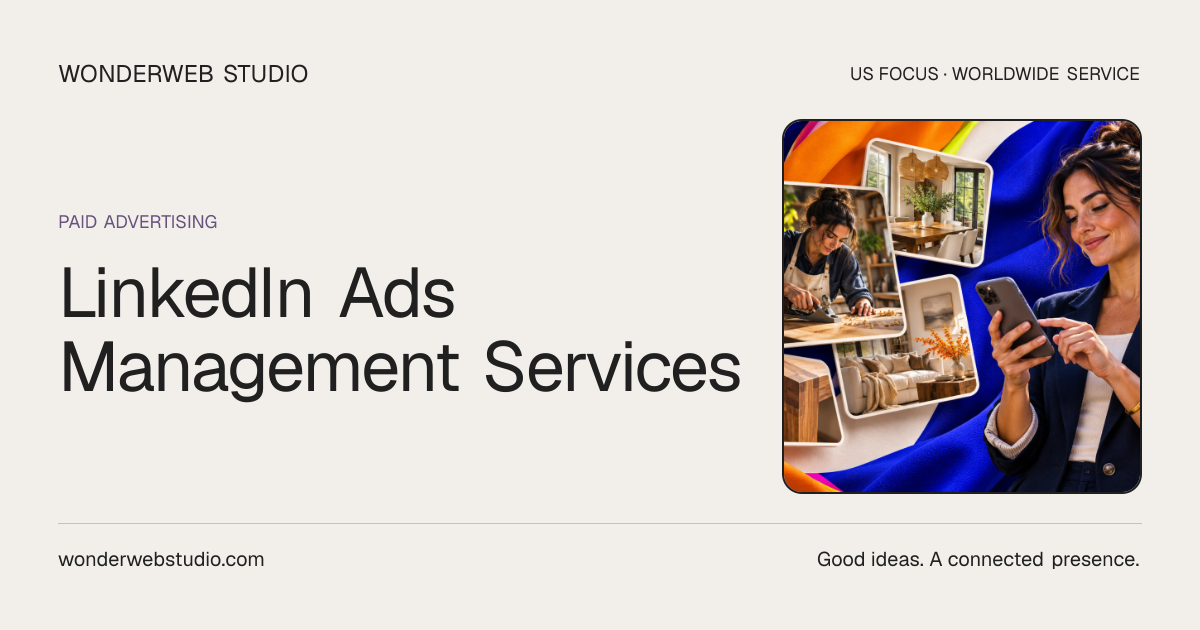 WONDERWEB STUDIO
US FOCUS · WORLDWIDE SERVICE
PAID ADVERTISING
LinkedIn Ads
Management Services
wonderwebstudio.com
Good ideas. A connected presence.